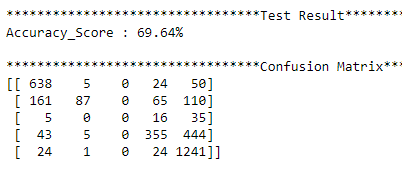 *********************************Test Result********
Accuracy_Score : 69.64%
*********************************Confusion Matrix***
[[ 638 5 0 24 50]
[ 161 87 0 65 110]
[ 5 0 0 16 35]
[ 43 5 0 355 444]
[ 24 1 0 24 1241]]